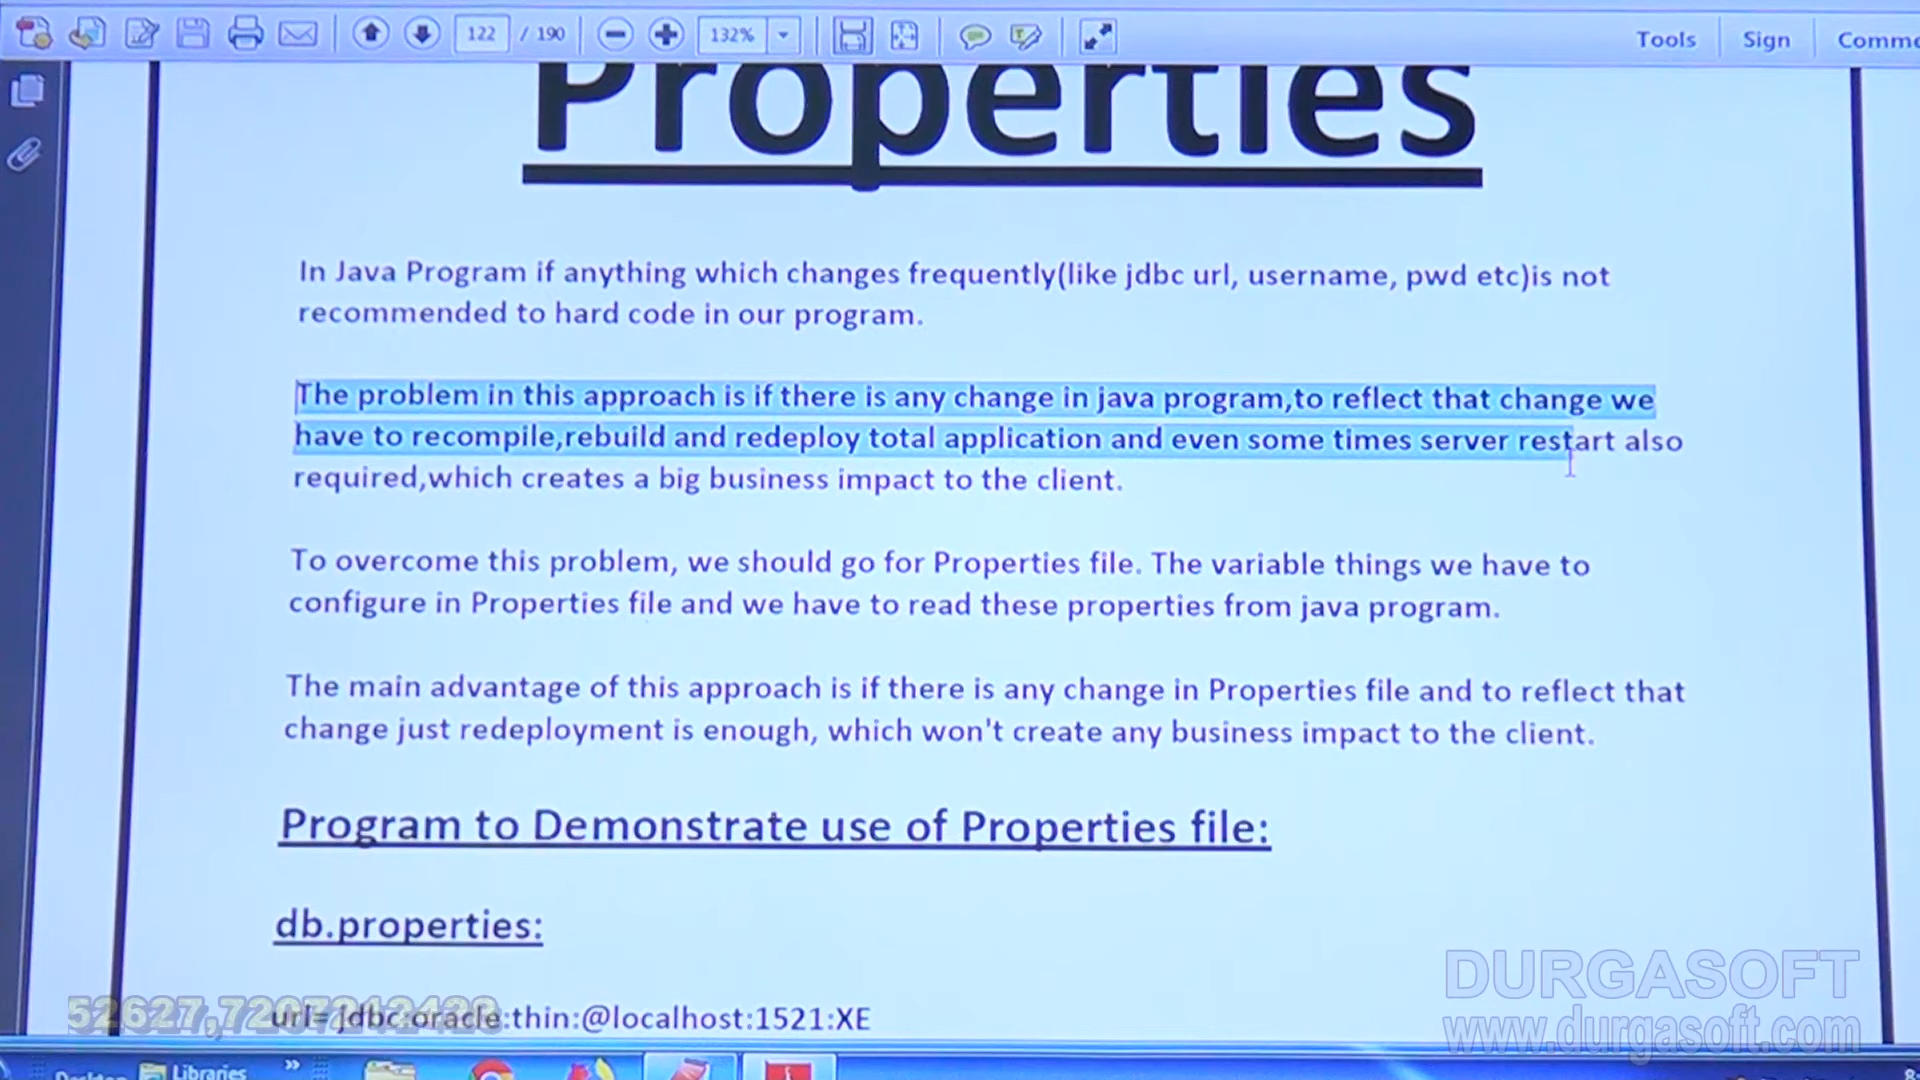 122 / 190 132% Tools Sign
Properties
In Java Program if anything which changes frequently(like jdbc url, username, pwd etc)is not
recommended to hard code in our program.
The problem in this approach is if there is any change in java program,to reflect that change we
have to recompile,rebuild and redeploy total application and even some times server restart also
required,which creates a big business impact to the client.
To overcome this problem, we should go for Properties file. The variable things we have to
configure in Properties file and we have to read these properties from java program.
The main advantage of this approach is if there is any change in Properties file and to reflect that
change just redeployment is enough, which won't create any business impact to the client.
Program to Demonstrate use of Properties file:
db.properties:
url= jdbc:oracle:thin:@localhost:1521:XE
DURGASOFT
www.durgasoft.com
Libraries